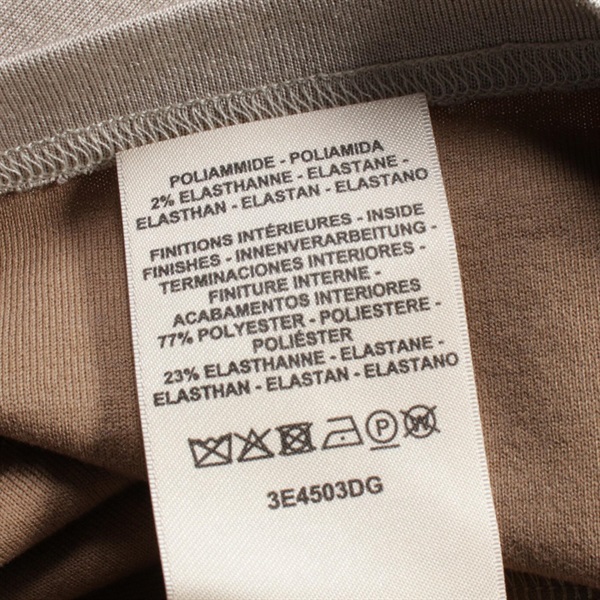 POLIAMMIDE - POLIAMIDA
2% ELASTHANNE - ELASTANE -
ELASTHAN - ELASTAN - ELASTANO
FINITIONS INTÉRIEURES - INSIDE
FINISHES - INNENVERARBEITUNG -
TERMINACIONES INTERIORES -
FINITURE INTERNE -
ACABAMENTOS INTERIORES
77% POLYESTER - POLIESTERE -
POLIÉSTER
23% ELASTHANNE - ELASTANE -
ELASTHAN - ELASTAN - ELASTANO
P W
3E4503DG